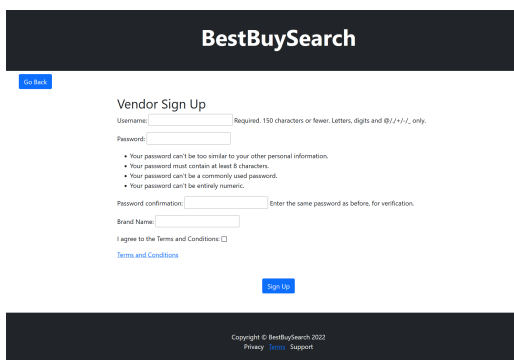 BestBuySearch
Go Back
Vendor Sign Up
Username: Required. 150 characters or fewer. Letters, digits and @/./+/-/_ only.
Password:
• Your password can't be too similar to your other personal information.
• Your password must contain at least 8 characters.
• Your password can't be a commonly used password.
• Your password can't be entirely numeric.
Password confirmation: Enter the same password as before, for verification.
Brand Name:
I agree to the Terms and Conditions:
Terms and Conditions
Sign Up
Copyright © BestBuySearch 2022
Privacy Terms Support